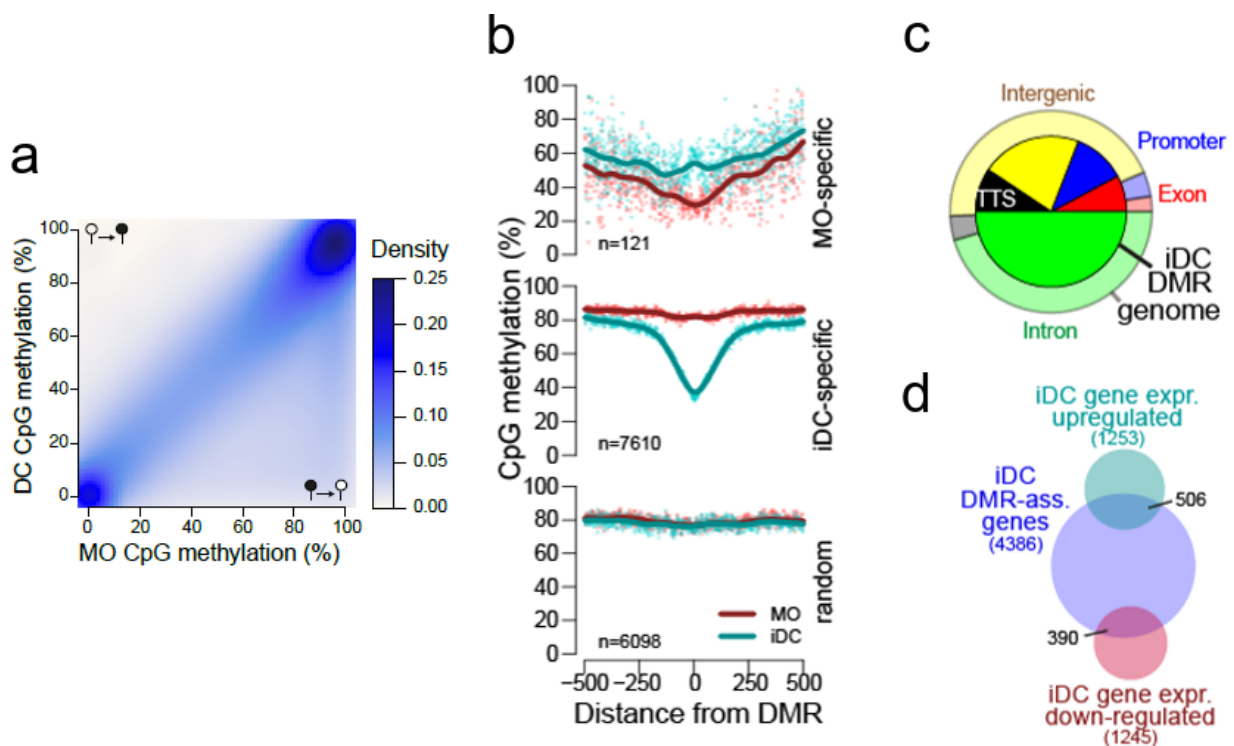 a
100
80
60
40
20
0
DC CpG methylation (%)
0 20 40 60 80 100
MO CpG methylation (%)
Density
0.25
0.20
0.15
0.10
0.05
0.00
b
CpG methylation (%)
100
80
60
40
20
0
n=121
MO-specific
100
80
60
40
20
0
n=7610
iDC-specific
100
80
60
40
20
0
MO
iDC
n=6098
random
−500 −250 0 250 500
Distance from DMR
c
Intergenic
Promoter
Exon
TTS
iDC
DMR
genome
Intron
d
iDC gene expr.
upregulated
(1253)
506
iDC
DMR-ass.
genes
(4386)
390
iDC gene expr.
down-regulated
(1245)